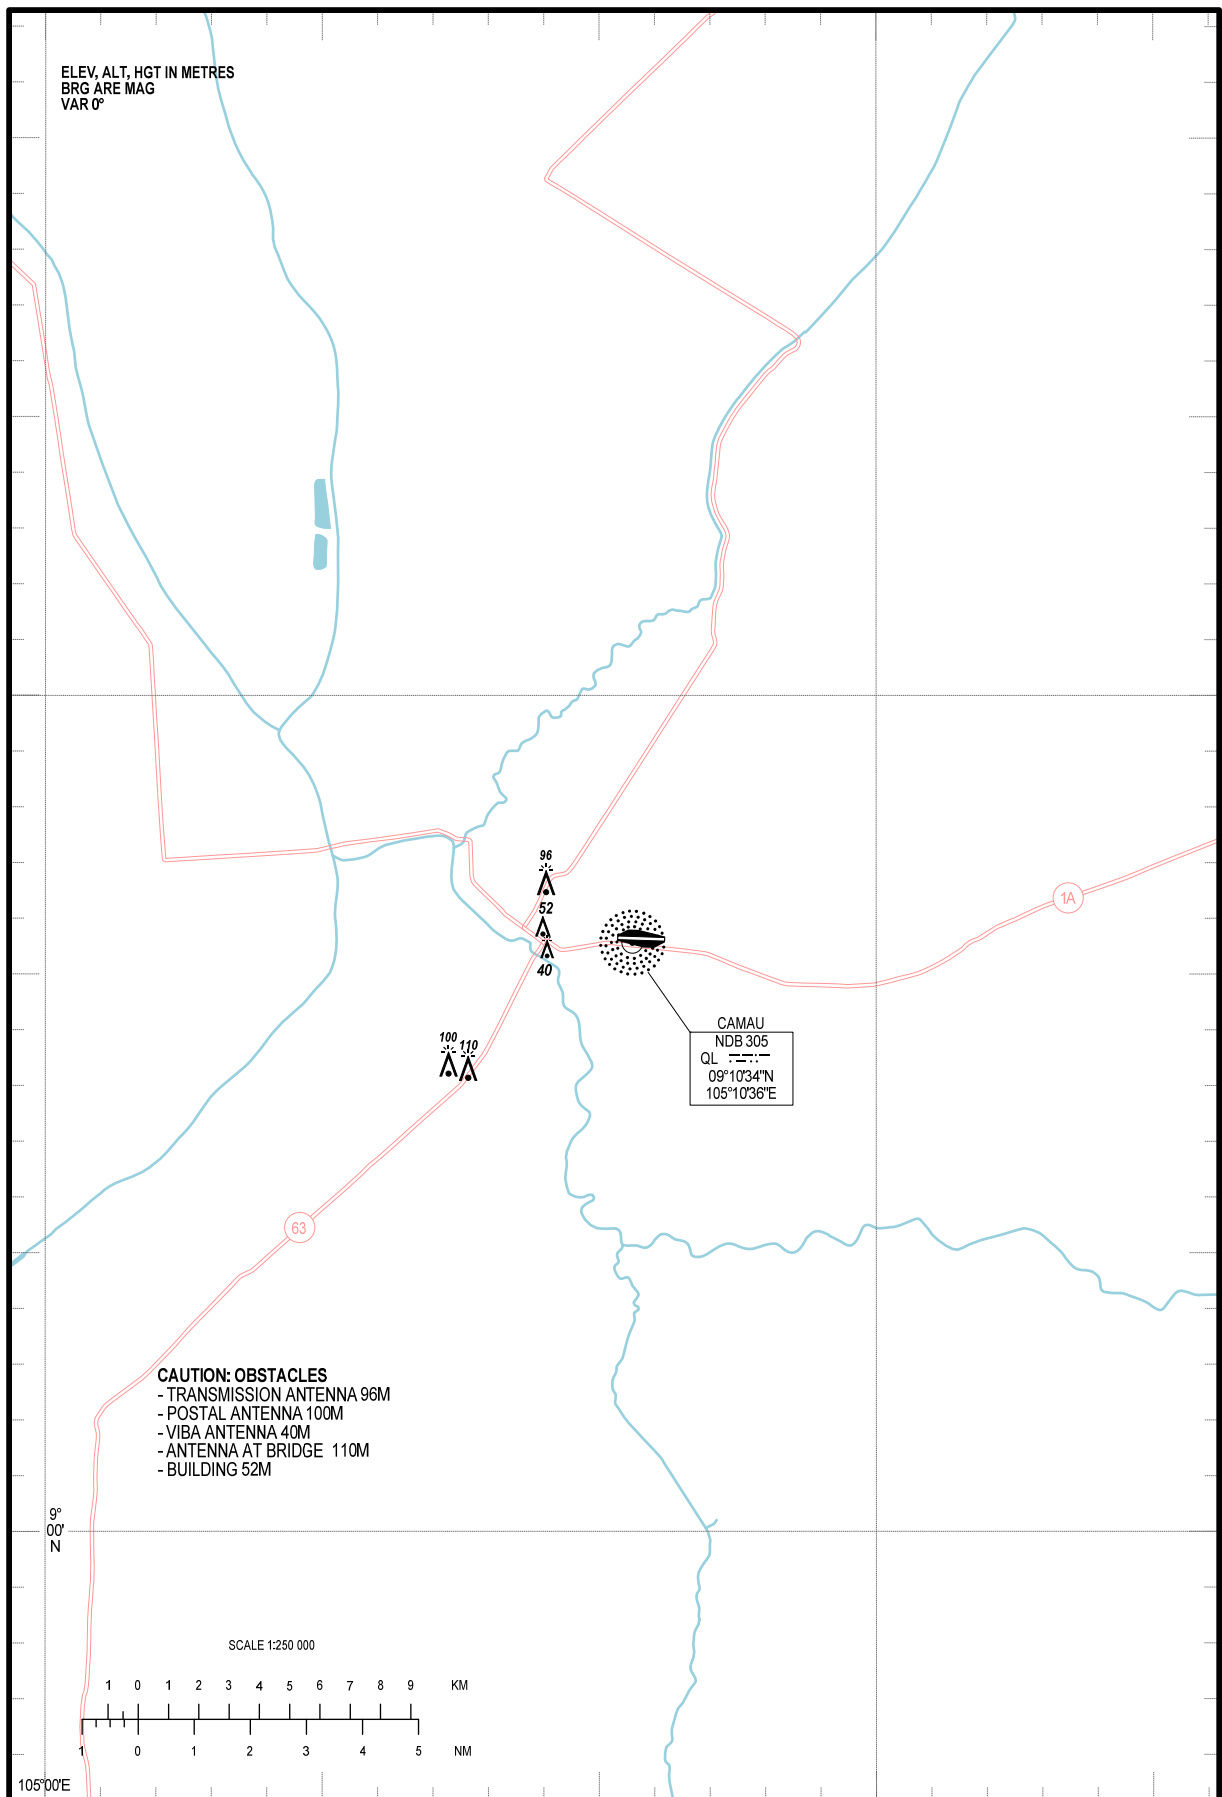 ELEV, ALT, HGT IN METRES
BRG ARE MAG
VAR 0°
96
52
40
1A
100
110
CAMAU
NDB 305
QL
09°10'34"N
105°10'36"E
63
CAUTION: OBSTACLES
- TRANSMISSION ANTENNA 96M
- POSTAL ANTENNA 100M
- VIBA ANTENNA 40M
- ANTENNA AT BRIDGE 110M
- BUILDING 52M
9°
00'
N
SCALE 1:250 000
1 0 1 2 3 4 5 6 7 8 9 KM
1 0 1 2 3 4 5 NM
105°00'E